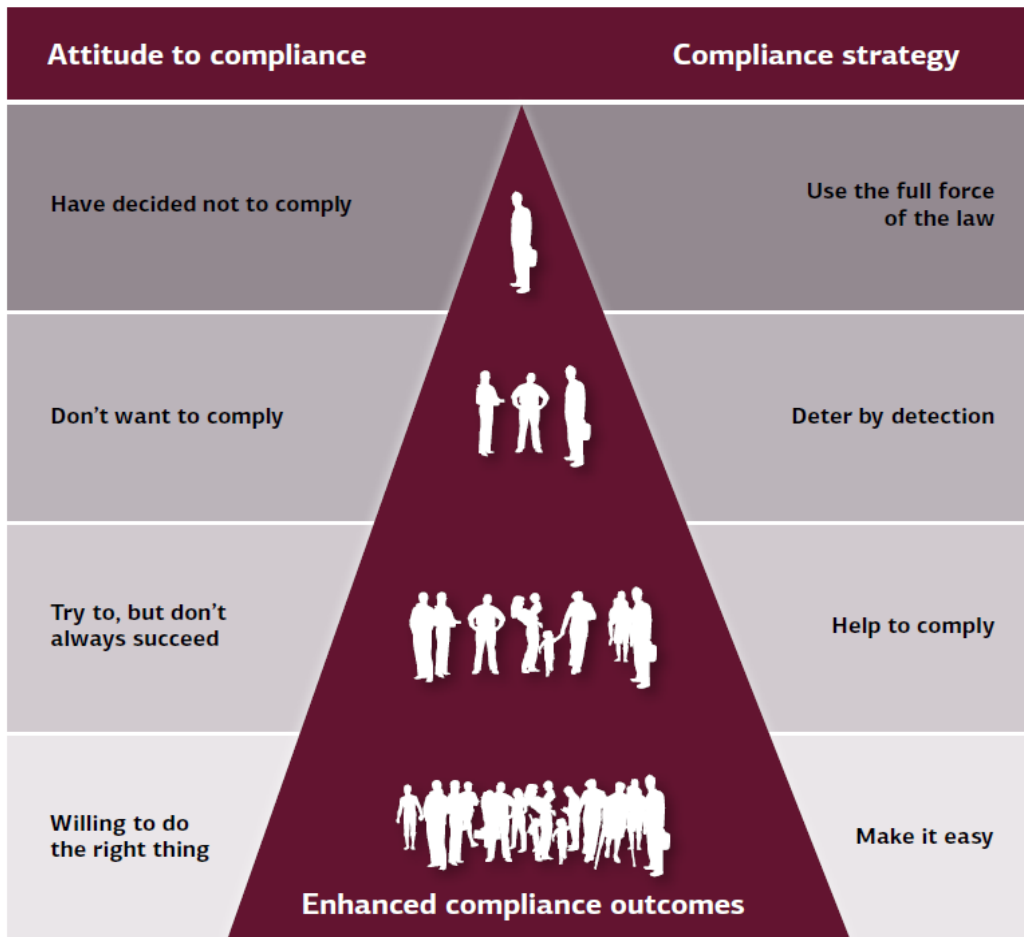 Attitude to compliance
Compliance strategy
Have decided not to comply
Use the full force
of the law
Don’t want to comply
Deter by detection
Try to, but don’t
always succeed
Help to comply
Willing to do
the right thing
Make it easy
Enhanced compliance outcomes